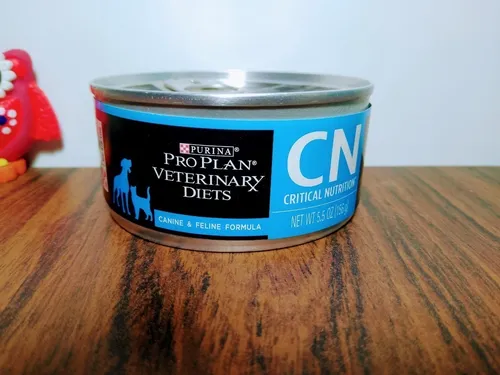 PURINA®
PRO PLAN®
VETERINARY
DIETS
CANINE & FELINE FORMULA
CN
CRITICAL NUTRITION
NET WT 5.5 OZ (156 g)